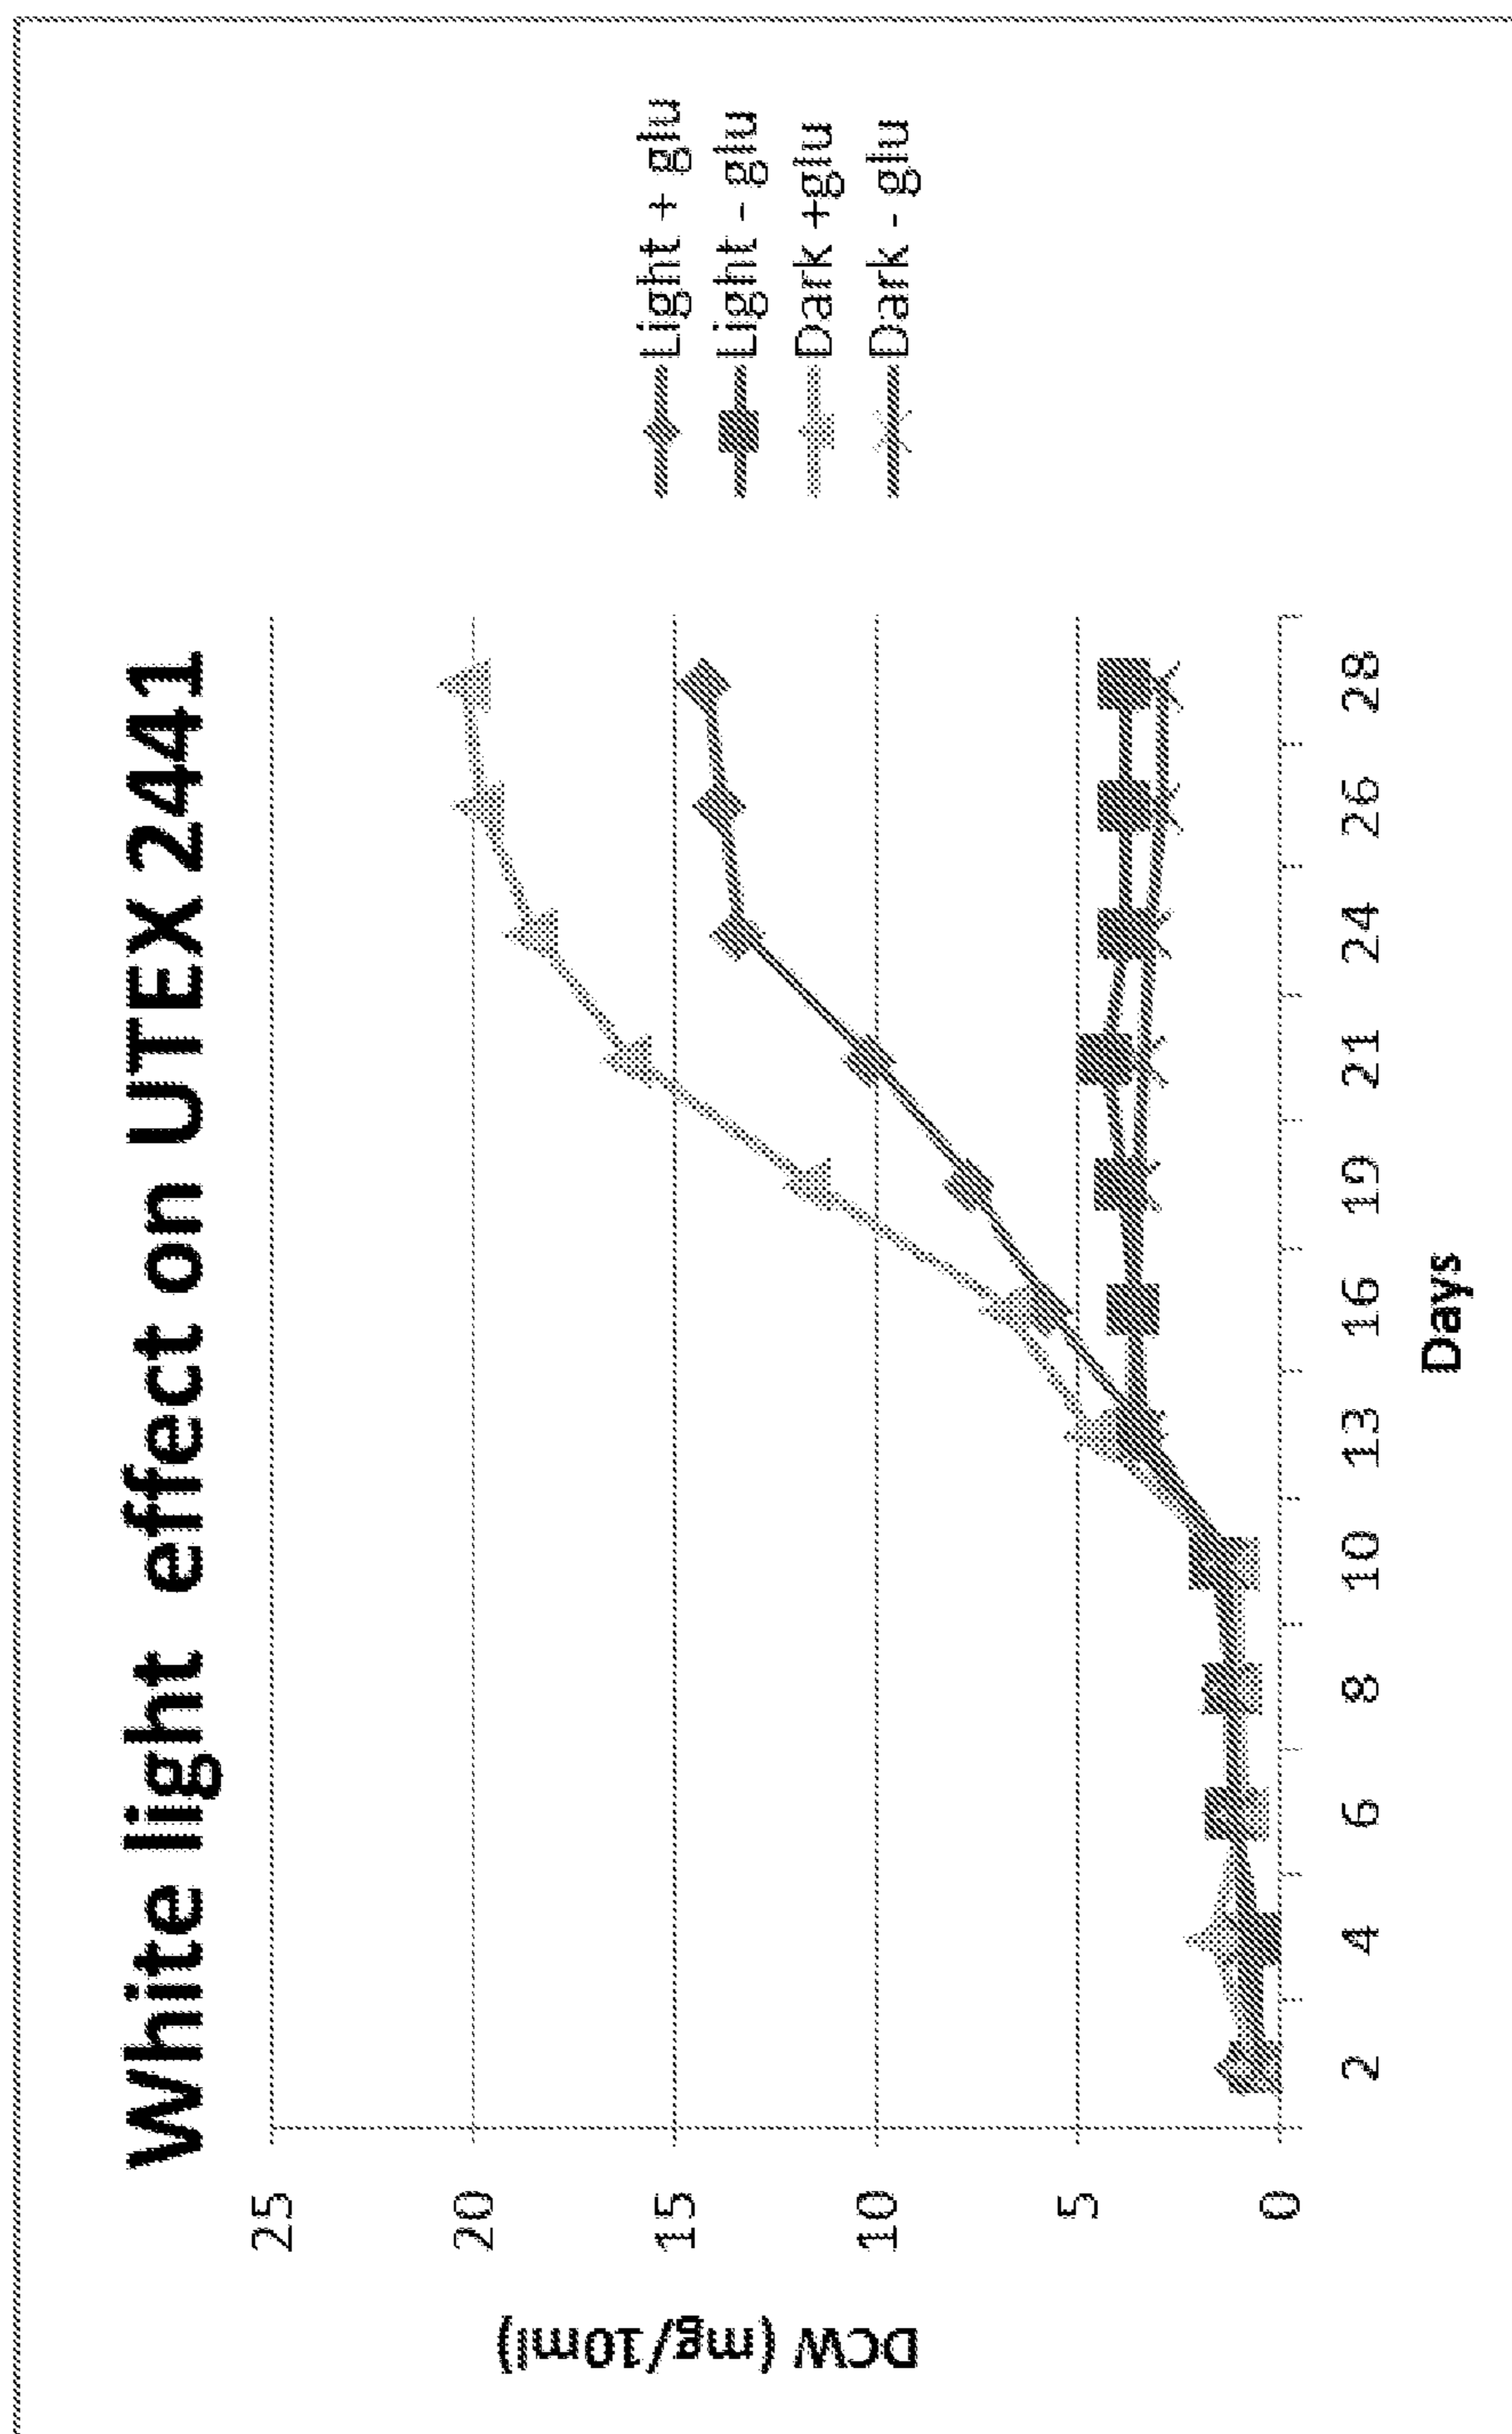 White light effect on UTEX 2441
DCW (mg/10ml)
25
20
15
10
5
0
2 4 6 8 10 13 16 19 21 24 26 28
Days
Light + glu
Light - glu
Dark +glu
Dark - glu